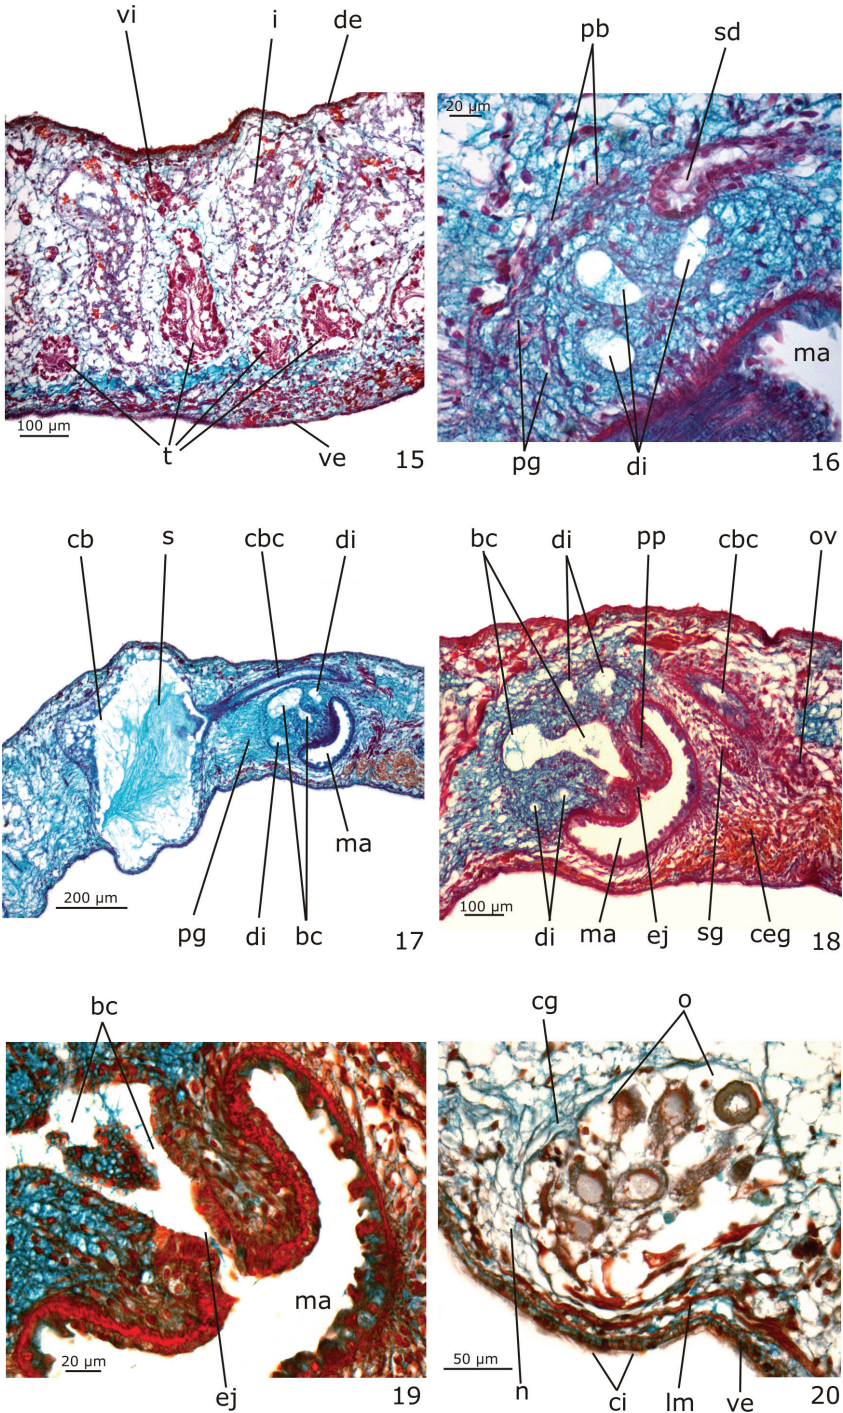 vi i de
100 µm
t ve 15
pb sd
20 µm
ma
pg di 16
cb s cbc di
ma
200 µm
pg di bc 17
bc di pp cbc ov
100 µm
di ma ej sg ceg 18
bc
ma
20 µm
ej 19
cg o
50 µm
n ci lm ve 20